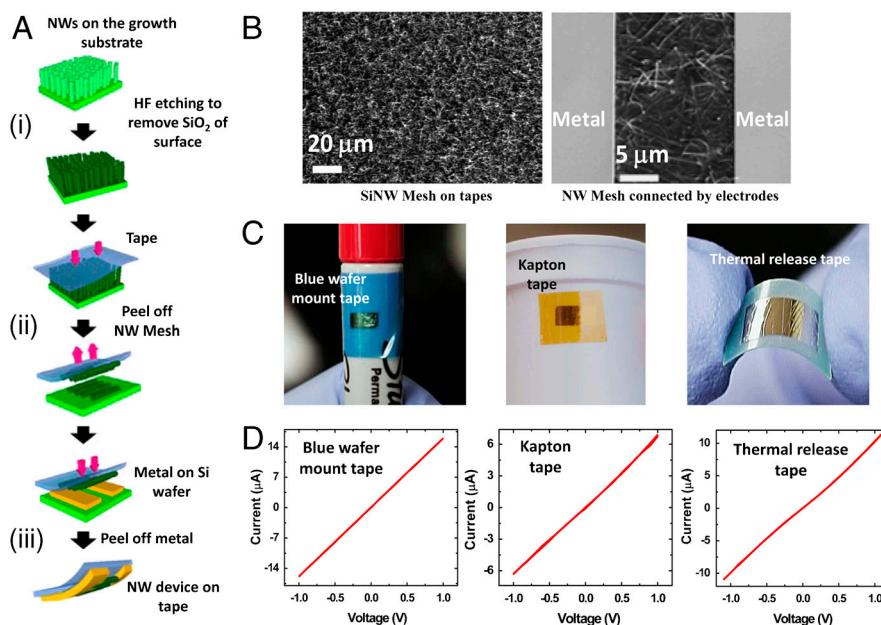 A
NWs on the growth
substrate
(i)
HF etching to
remove SiO₂ of
surface
Tape
(ii)
Peel off
NW Mesh
Metal on Si
wafer
(iii)
Peel off metal
NW device on
tape
B
20 μm
SiNW Mesh on tapes
Metal
Metal
5 μm
NW Mesh connected by electrodes
C
Blue wafer
mount tape
Perma
Kapton
tape
Thermal release tape
D
Blue wafer
mount tape
Current (μA)
14
7
0
-7
-14
-1.0 -0.5 0.0 0.5 1.0
Voltage (V)
Kapton
tape
Current (μA)
6
3
0
-3
-6
-1.0 -0.5 0.0 0.5 1.0
Voltage (V)
Thermal release
tape
Current (μA)
10
5
0
-5
-10
-1.0 -0.5 0.0 0.5 1.0
Voltage (V)